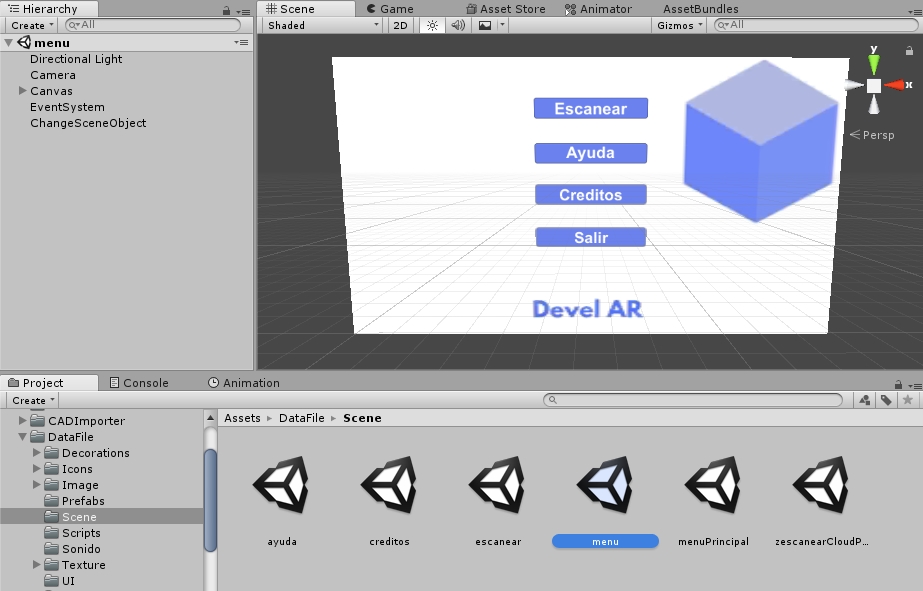 Hierarchy
Create
All
menu
Directional Light
Camera
Canvas
EventSystem
ChangeSceneObject
Scene Game Asset Store Animator AssetBundles
Shaded 2D Gizmos All
y
x
Persp
Escanear
Ayuda
Creditos
Salir
Devel AR
Project Console Animation
Create
CADImporter
DataFile
Decorations
Icons
Image
Prefabs
Scene
Scripts
Sonido
Texture
UI
Assets DataFile Scene
ayuda creditos escanear menu menuPrincipal zescanearCloudP...